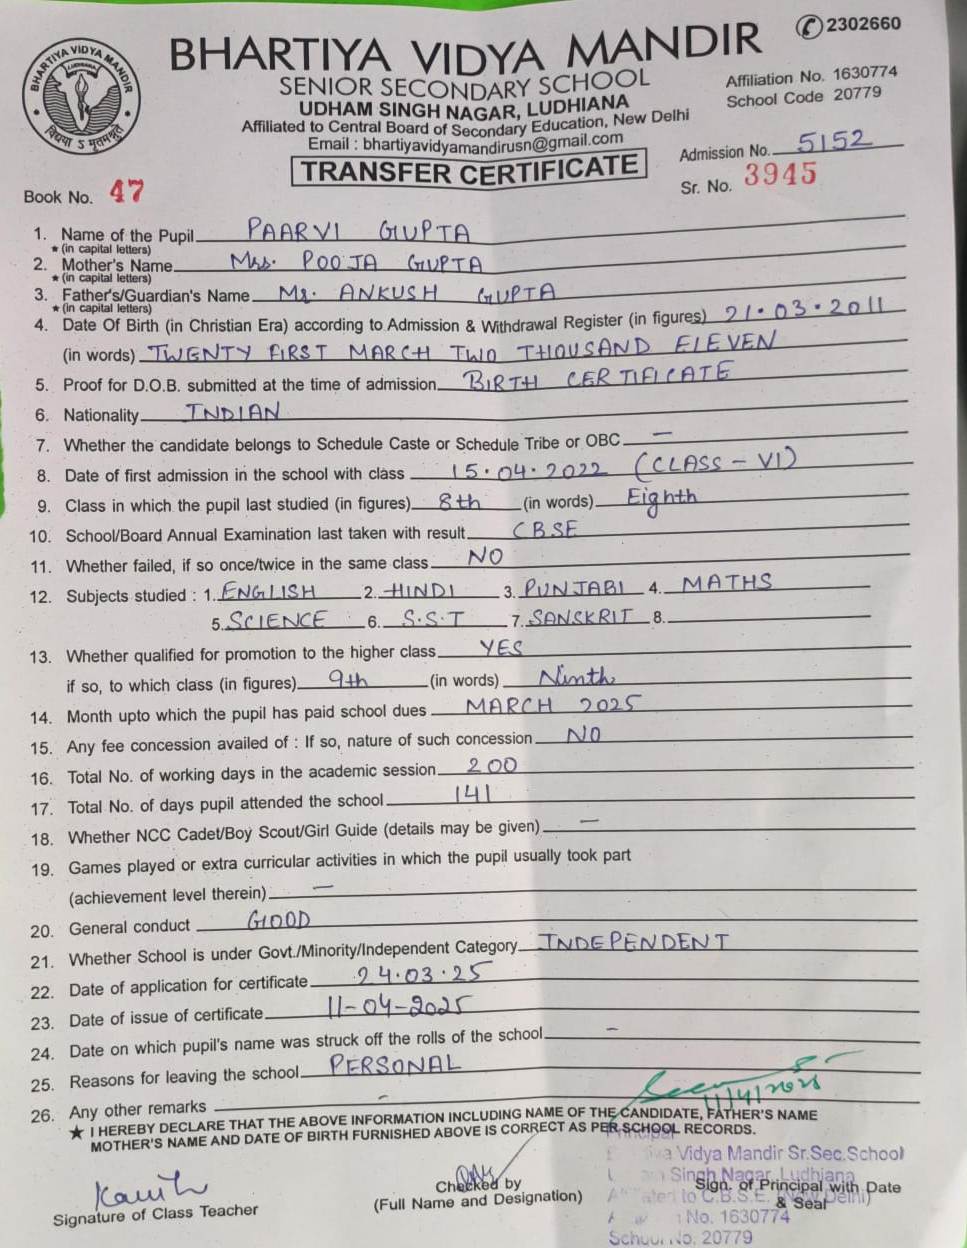 BHARTIYA VIDYA MANDIR
LUDHIANA
विद्यया ऽ मृतमश्नुते
✆ 2302660
BHARTIYA VIDYA MANDIR
SENIOR SECONDARY SCHOOL
UDHAM SINGH NAGAR, LUDHIANA
Affiliated to Central Board of Secondary Education, New Delhi
Email : bhartiyavidyamandirusn@gmail.com
Affiliation No. 1630774
School Code 20779
TRANSFER CERTIFICATE
Admission No. 5152
Book No. 47
Sr. No. 3945
1. Name of the Pupil PAARVI GUPTA
★ (in capital letters)
2. Mother's Name Mrs. POOJA GUPTA
★ (in capital letters)
3. Father's/Guardian's Name Mr. ANKUSH GUPTA
★ (in capital letters)
4. Date Of Birth (in Christian Era) according to Admission & Withdrawal Register (in figures) 21.03.2011
(in words) TWENTY FIRST MARCH TWO THOUSAND ELEVEN
5. Proof for D.O.B. submitted at the time of admission BIRTH CERTIFICATE
6. Nationality INDIAN
7. Whether the candidate belongs to Schedule Caste or Schedule Tribe or OBC —
8. Date of first admission in the school with class 15.04.2022 (CLASS - VI)
9. Class in which the pupil last studied (in figures) 8th (in words) Eighth
10. School/Board Annual Examination last taken with result CBSE
11. Whether failed, if so once/twice in the same class NO
12. Subjects studied : 1. ENGLISH 2. HINDI 3. PUNJABI 4. MATHS
5. SCIENCE 6. S.S.T 7. SANSKRIT 8.
13. Whether qualified for promotion to the higher class YES
if so, to which class (in figures) 9th (in words) Ninth
14. Month upto which the pupil has paid school dues MARCH 2025
15. Any fee concession availed of : If so, nature of such concession NO
16. Total No. of working days in the academic session 200
17. Total No. of days pupil attended the school 141
18. Whether NCC Cadet/Boy Scout/Girl Guide (details may be given) —
19. Games played or extra curricular activities in which the pupil usually took part
(achievement level therein) —
20. General conduct GOOD
21. Whether School is under Govt./Minority/Independent Category INDEPENDENT
22. Date of application for certificate 24.03.25
23. Date of issue of certificate 11-04-2025
24. Date on which pupil's name was struck off the rolls of the school —
25. Reasons for leaving the school PERSONAL
26. Any other remarks -
11/4/2025
★ I HEREBY DECLARE THAT THE ABOVE INFORMATION INCLUDING NAME OF THE CANDIDATE, FATHER'S NAME
MOTHER'S NAME AND DATE OF BIRTH FURNISHED ABOVE IS CORRECT AS PER SCHOOL RECORDS.
Principal
Vidya Mandir Sr.Sec.School
Singh Nagar, Ludhiana
to C.B.S.E. New Delhi)
No. 1630774
School No. 20779
Signature of Class Teacher
Checked by
(Full Name and Designation)
Sign. of Principal with Date
& Seal